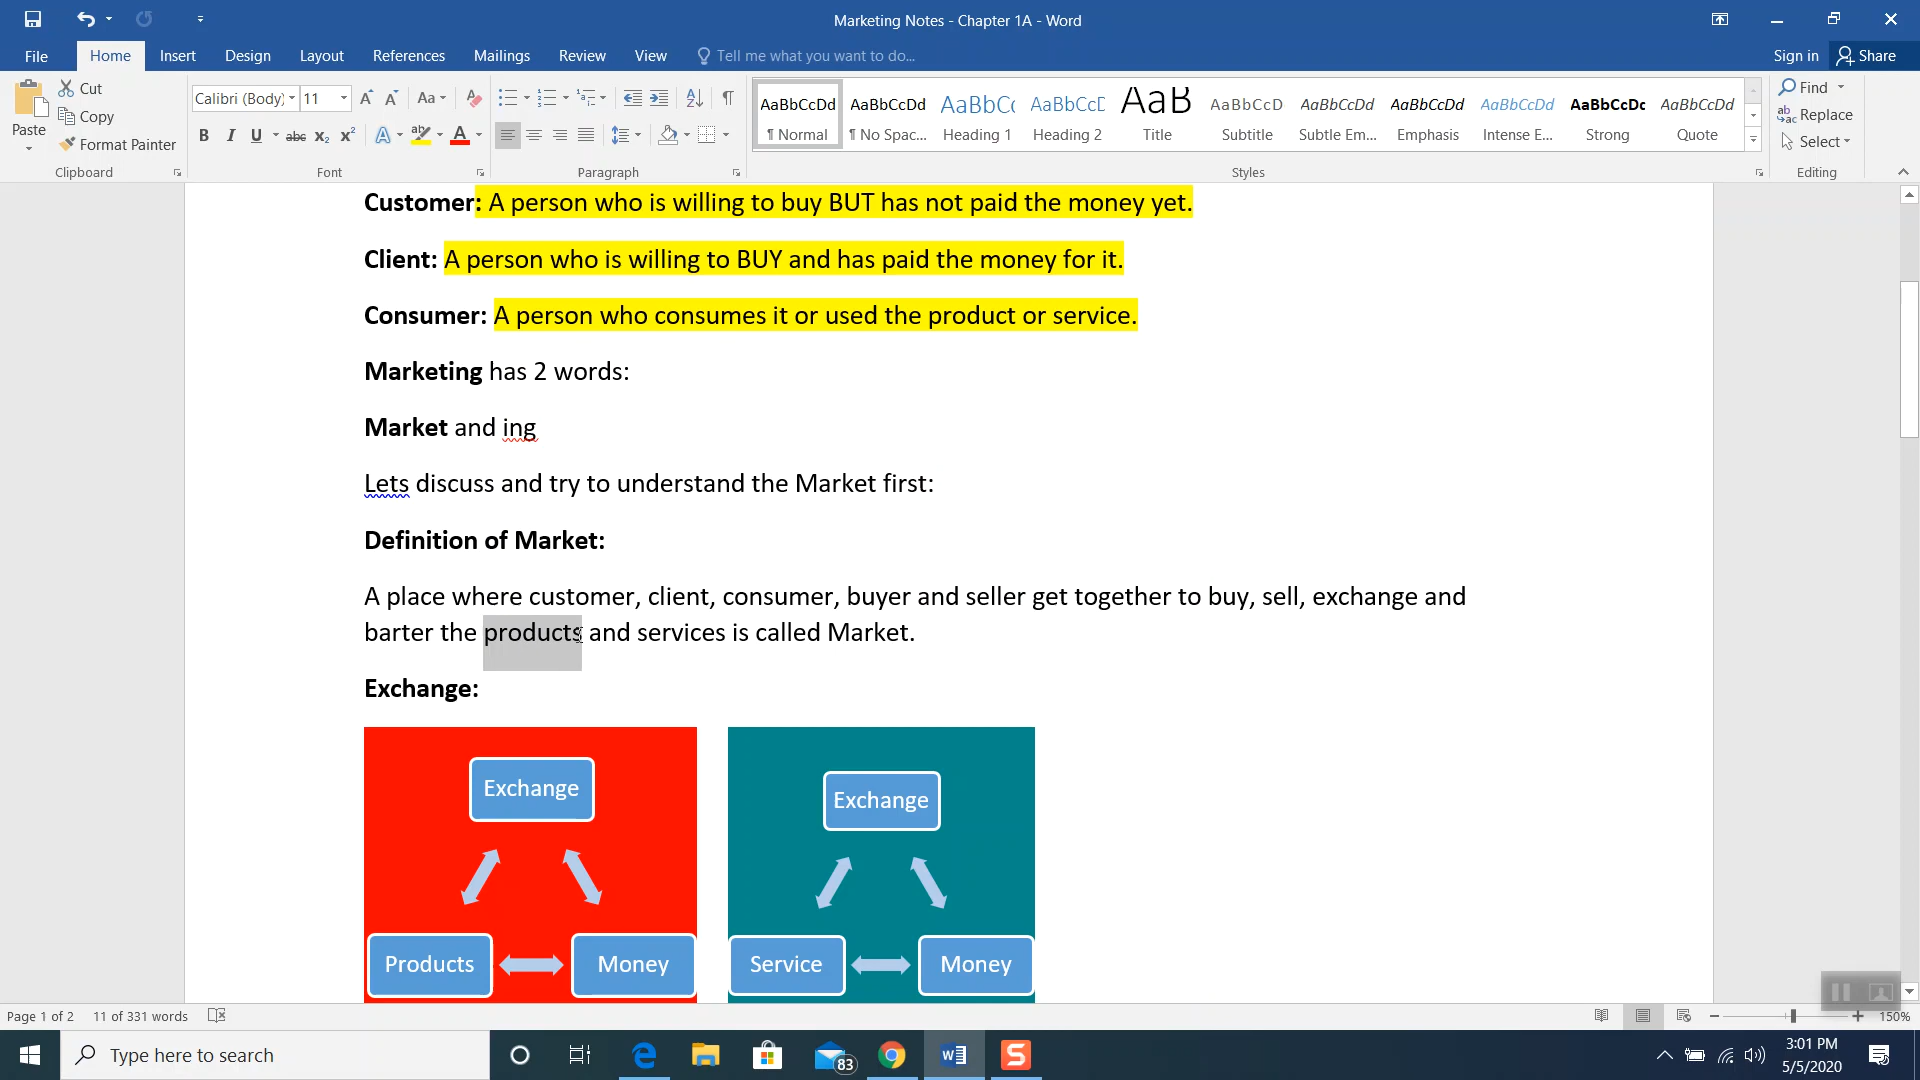 Marketing Notes - Chapter 1A - Word
File Home Insert Design Layout References Mailings Review View Tell me what you want to do... Sign in Share
Cut
Copy
Format Painter
Paste
Clipboard
Calibri (Body) 11 Aa
B I U abc X2 X2 A ab A
Font
Paragraph
AaBbCcDd AaBbCcDd AaBbC AaBbCcD AaB AaBbCcD AaBbCcDd AaBbCcDd AaBbCcDd AaBbCcDc AaBbCcDd
¶ Normal ¶ No Spac... Heading 1 Heading 2 Title Subtitle Subtle Em... Emphasis Intense E... Strong Quote
Styles
Find
Replace
Select
Editing
Customer: A person who is willing to buy BUT has not paid the money yet.
Client: A person who is willing to BUY and has paid the money for it.
Consumer: A person who consumes it or used the product or service.
Marketing has 2 words:
Market and ing
Lets discuss and try to understand the Market first:
Definition of Market:
A place where customer, client, consumer, buyer and seller get together to buy, sell, exchange and
barter the products and services is called Market.
Exchange:
Exchange
Products Money
Exchange
Service Money
Page 1 of 2 11 of 331 words 150%
Type here to search
83
3:01 PM
5/5/2020